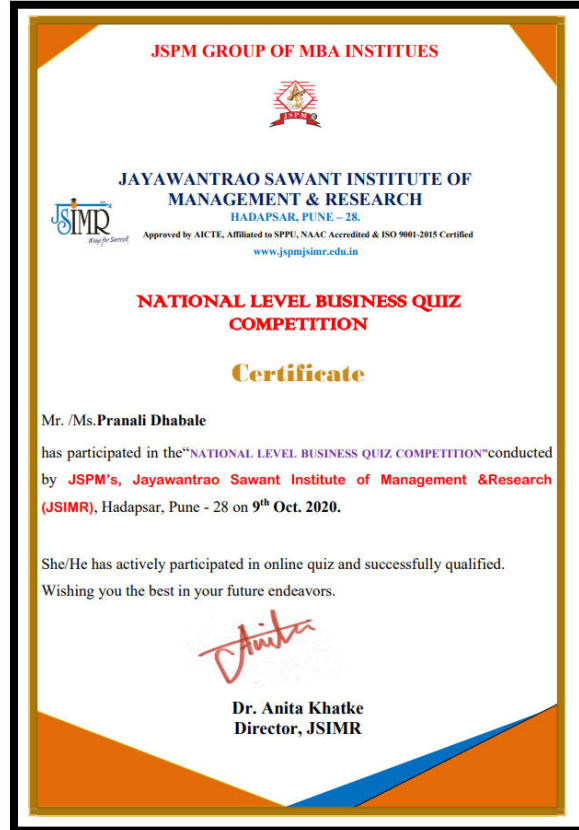 JSPM GROUP OF MBA INSTITUES
JSPM
JAYAWANTRAO SAWANT INSTITUTE OF
MANAGEMENT & RESEARCH
HADAPSAR, PUNE – 28.
JSIMR
Ways for Success
Approved by AICTE, Affiliated to SPPU, NAAC Accredited & ISO 9001-2015 Certified
www.jspmjsimr.edu.in
NATIONAL LEVEL BUSINESS QUIZ
COMPETITION
Certificate
Mr. /Ms.Pranali Dhabale
has participated in the“NATIONAL LEVEL BUSINESS QUIZ COMPETITION”conducted
by JSPM's, Jayawantrao Sawant Institute of Management &Research
(JSIMR), Hadapsar, Pune - 28 on 9th Oct. 2020.
She/He has actively participated in online quiz and successfully qualified.
Wishing you the best in your future endeavors.
Anita
Dr. Anita Khatke
Director, JSIMR